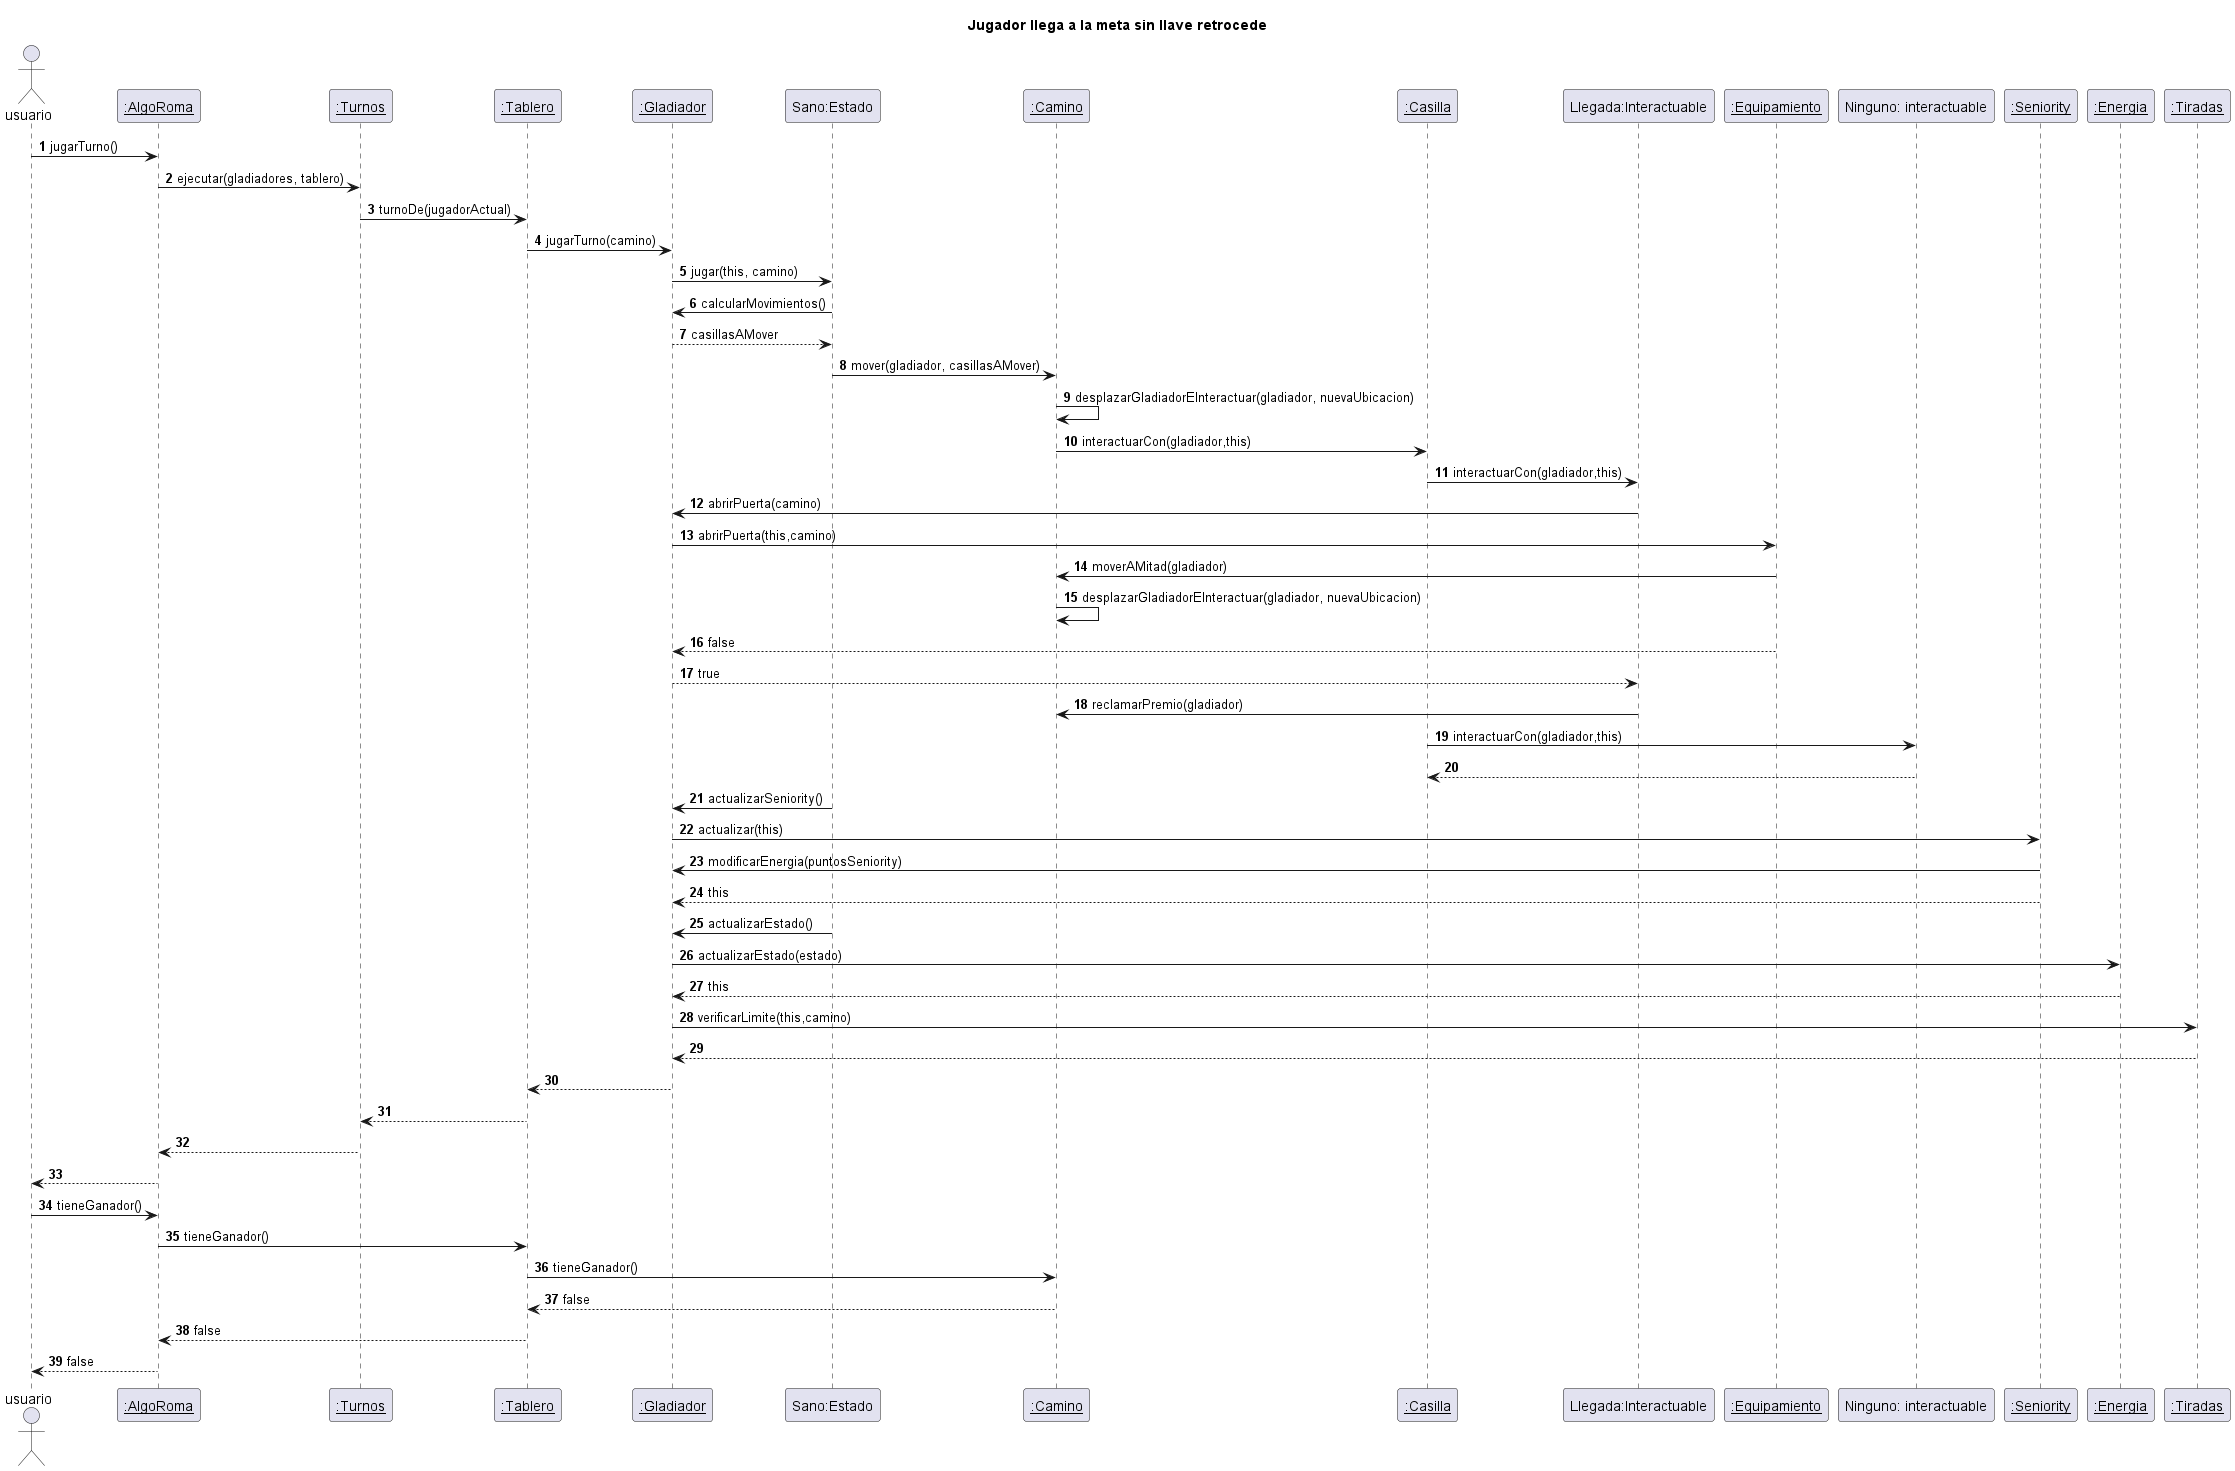 Jugador llega a la meta sin llave retrocede
usuario
:AlgoRoma
:Turnos
:Tablero
:Gladiador
Sano:Estado
:Camino
:Casilla
Llegada:Interactuable
:Equipamiento
Ninguno: interactuable
:Seniority
:Energia
:Tiradas
1 jugarTurno()
2 ejecutar(gladiadores, tablero)
3 turnoDe(jugadorActual)
4 jugarTurno(camino)
5 jugar(this, camino)
6 calcularMovimientos()
7 casillasAMover
8 mover(gladiador, casillasAMover)
9 desplazarGladiadorEInteractuar(gladiador, nuevaUbicacion)
10 interactuarCon(gladiador,this)
11 interactuarCon(gladiador,this)
12 abrirPuerta(camino)
13 abrirPuerta(this,camino)
14 moverAMitad(gladiador)
15 desplazarGladiadorEInteractuar(gladiador, nuevaUbicacion)
16 false
17 true
18 reclamarPremio(gladiador)
19 interactuarCon(gladiador,this)
20
21 actualizarSeniority()
22 actualizar(this)
23 modificarEnergia(puntosSeniority)
24 this
25 actualizarEstado()
26 actualizarEstado(estado)
27 this
28 verificarLimite(this,camino)
29
30
31
32
33
34 tieneGanador()
35 tieneGanador()
36 tieneGanador()
37 false
38 false
39 false
usuario
:AlgoRoma
:Turnos
:Tablero
:Gladiador
Sano:Estado
:Camino
:Casilla
Llegada:Interactuable
:Equipamiento
Ninguno: interactuable
:Seniority
:Energia
:Tiradas